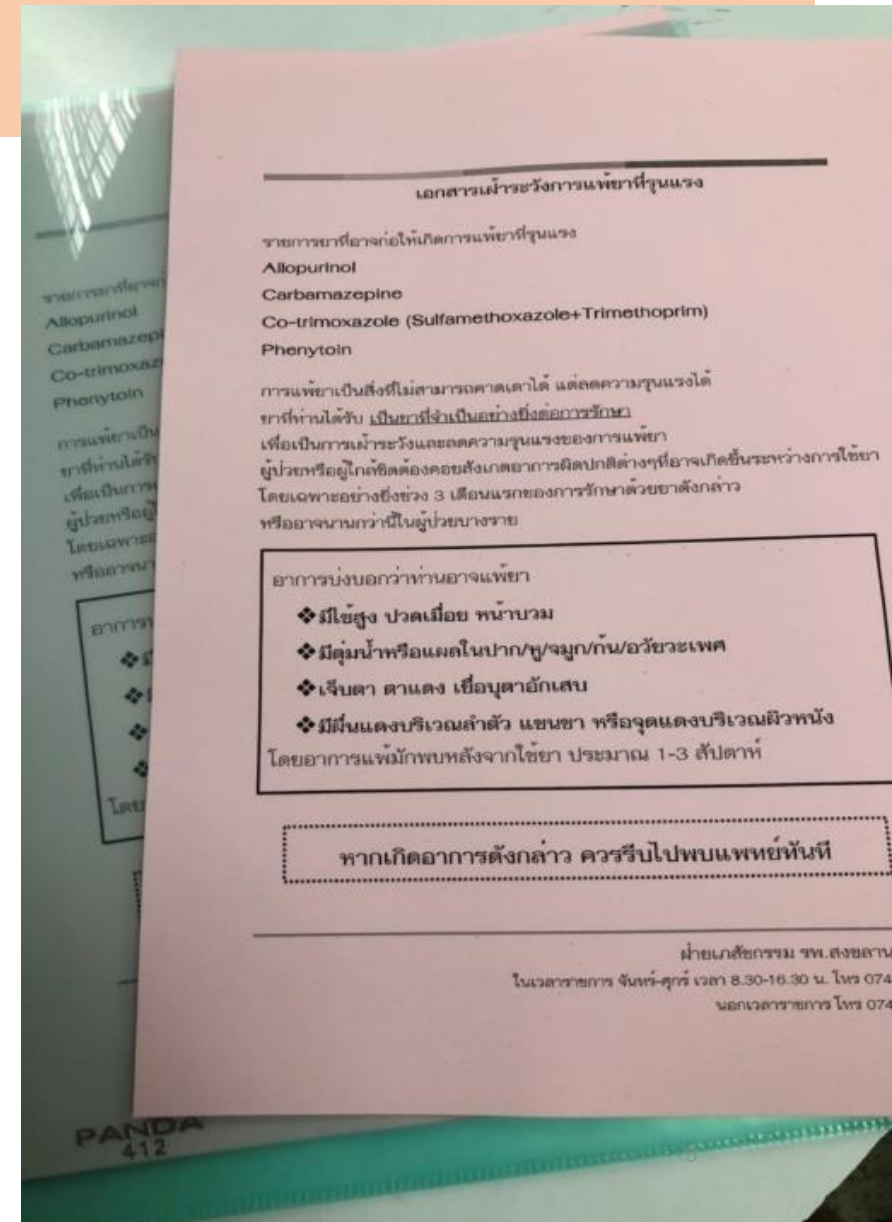 เอกสารเฝ้าระวังการแพ้ยาที่รุนแรง
รายการยาที่อาจก่อให้เกิดการแพ้ยาที่รุนแรง
Allopurinol
Carbamazepine
Co-trimoxazole (Sulfamethoxazole+Trimethoprim)
Phenytoin
การแพ้ยาเป็นสิ่งที่ไม่สามารถคาดเดาได้ แต่ลดความรุนแรงได้
ยาที่ท่านได้รับ เป็นยาที่จำเป็นอย่างยิ่งต่อการรักษา
เพื่อเป็นการเฝ้าระวังและลดความรุนแรงของการแพ้ยา
ผู้ป่วยหรือผู้ใกล้ชิดต้องคอยสังเกตอาการผิดปกติต่างๆที่อาจเกิดขึ้นระหว่างการใช้ยา
โดยเฉพาะอย่างยิ่งช่วง 3 เดือนแรกของการรักษาด้วยยาดังกล่าว
หรืออาจนานกว่านี้ในผู้ป่วยบางราย
อาการบ่งบอกว่าท่านอาจแพ้ยา
❖มีไข้สูง ปวดเมื่อย หน้าบวม
❖มีตุ่มน้ำหรือแผลในปาก/หู/จมูก/ก้น/อวัยวะเพศ
❖เจ็บตา ตาแดง เยื่อบุตาอักเสบ
❖มีผื่นแดงบริเวณลำตัว แขนขา หรือจุดแดงบริเวณผิวหนัง
โดยอาการแพ้มักพบหลังจากใช้ยา ประมาณ 1-3 สัปดาห์
หากเกิดอาการดังกล่าว ควรรีบไปพบแพทย์ทันที
ฝ่ายเภสัชกรรม รพ.สงขลาน
ในเวลาราชการ จันทร์-ศุกร์ เวลา 8.30-16.30 น. โทร 074
นอกเวลาราชการ โทร 074
Allopurinol
Phenytoin
PANDA
412
5